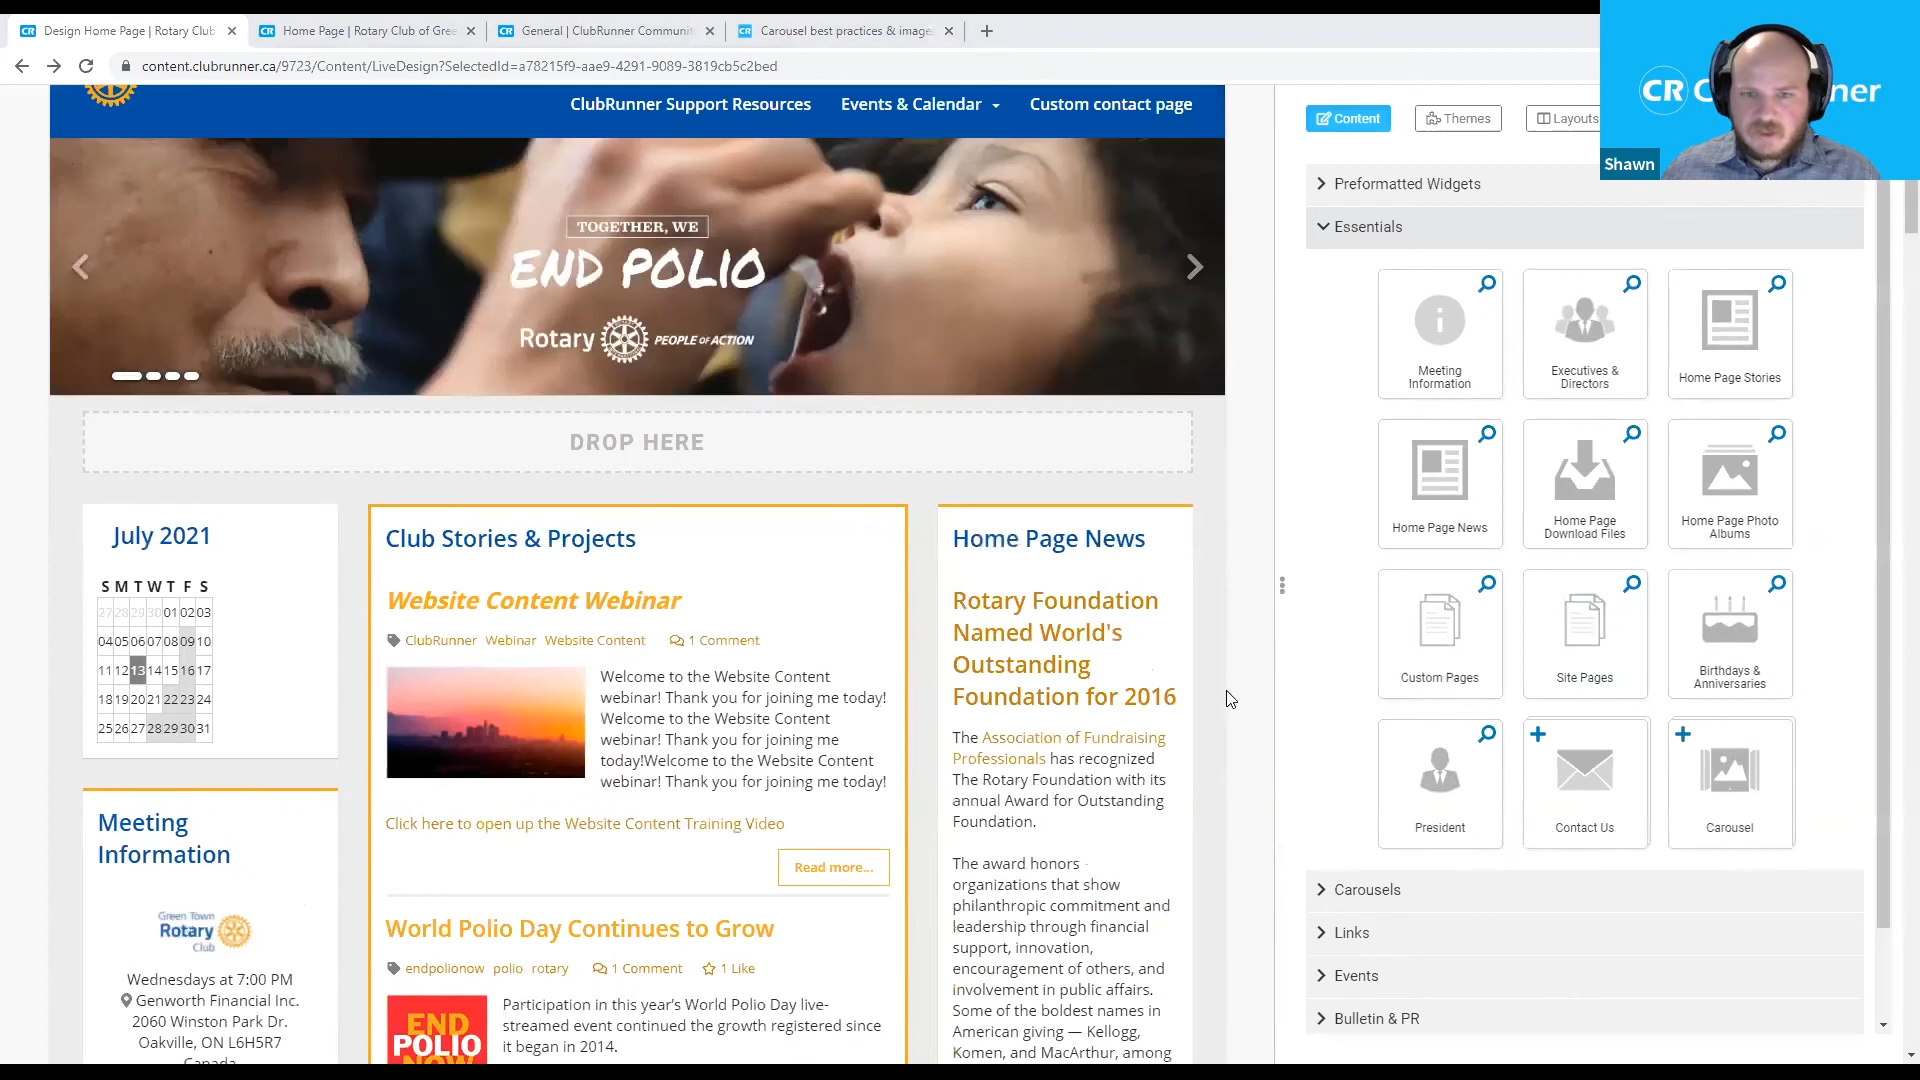 Design Home Page | Rotary Club
Home Page | Rotary Club of Gree
General | ClubRunner Communit
Carousel best practices & image
content.clubrunner.ca/9723/Content/LiveDesign?SelectedId=a78215f9-aae9-4291-9089-3819cb5c2bed
ClubRunner Support Resources
Events & Calendar
Custom contact page
TOGETHER, WE
END POLIO
Rotary PEOPLE of ACTION
DROP HERE
July 2021
S M T W T F S
27 28 29 30 01 02 03
04 05 06 07 08 09 10
11 12 13 14 15 16 17
18 19 20 21 22 23 24
25 26 27 28 29 30 31
Meeting
Information
Green Town
Rotary
Club
Wednesdays at 7:00 PM
Genworth Financial Inc.
2060 Winston Park Dr.
Oakville, ON L6H5R7
Canada
Club Stories & Projects
Website Content Webinar
ClubRunner Webinar Website Content 1 Comment
Welcome to the Website Content
webinar! Thank you for joining me today!
Welcome to the Website Content
webinar! Thank you for joining me
today!Welcome to the Website Content
webinar! Thank you for joining me today!
Click here to open up the Website Content Training Video
Read more...
World Polio Day Continues to Grow
endpolionow polio rotary 1 Comment 1 Like
END
POLIO
NOW
Participation in this year's World Polio Day live-
streamed event continued the growth registered since
it began in 2014.
Home Page News
Rotary Foundation
Named World's
Outstanding
Foundation for 2016
The Association of Fundraising
Professionals has recognized
The Rotary Foundation with its
annual Award for Outstanding
Foundation.
The award honors
organizations that show
philanthropic commitment and
leadership through financial
support, innovation,
encouragement of others, and
involvement in public affairs.
Some of the boldest names in
American giving — Kellogg,
Komen, and MacArthur, among
Content
Themes
Layouts
Preformatted Widgets
Essentials
Meeting
Information
Executives &
Directors
Home Page Stories
Home Page News
Home Page
Download Files
Home Page Photo
Albums
Custom Pages
Site Pages
Birthdays &
Anniversaries
President
Contact Us
Carousel
Carousels
Links
Events
Bulletin & PR
CR C
ner
Shawn